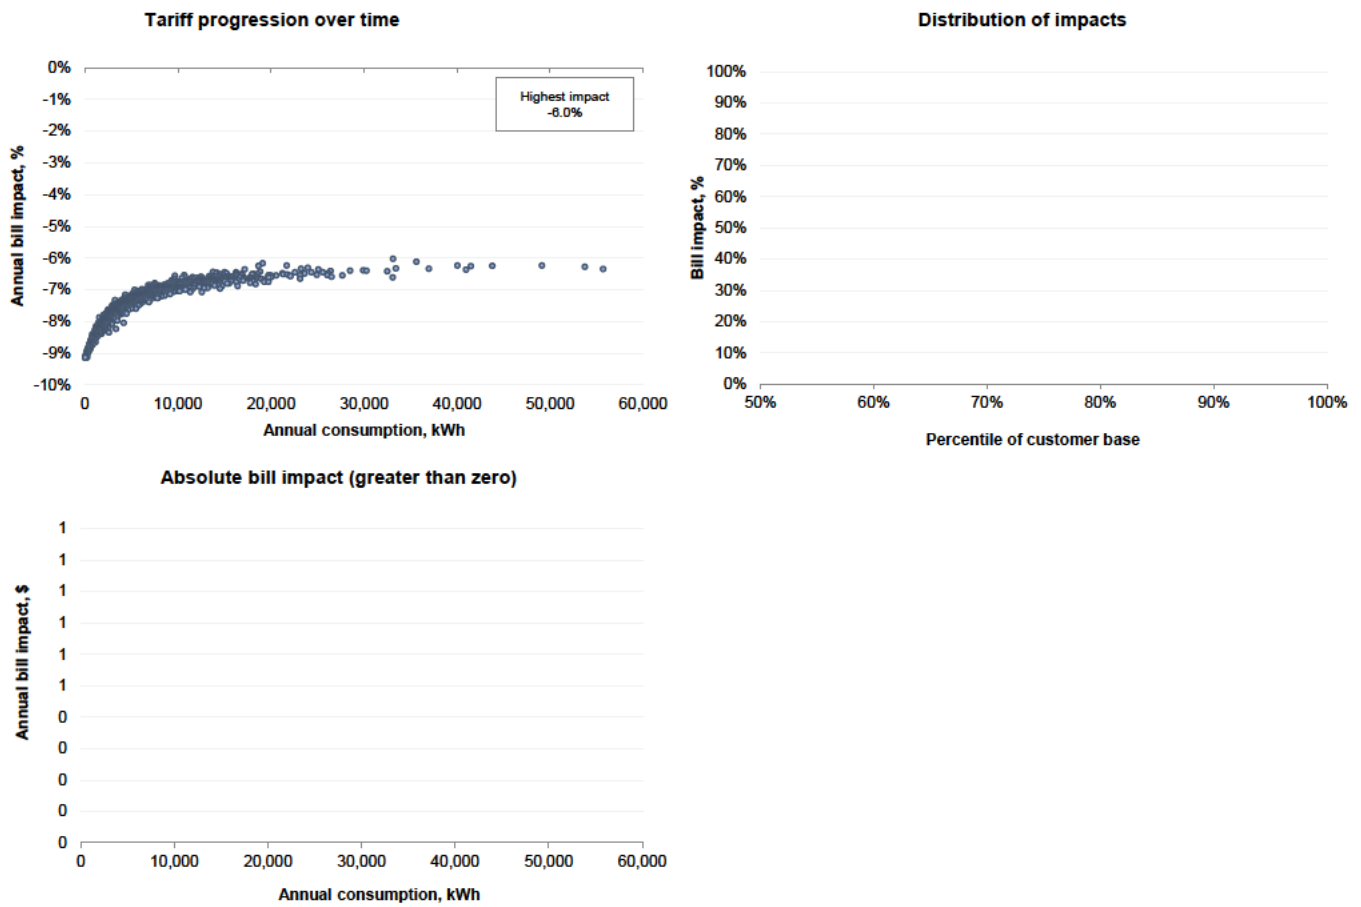 Tariff progression over time
Annual bill impact, %
0%
-1%
-2%
-3%
-4%
-5%
-6%
-7%
-8%
-9%
-10%
Highest impact
-6.0%
0 10,000 20,000 30,000 40,000 50,000 60,000
Annual consumption, kWh
Distribution of impacts
Bill impact, %
100%
90%
80%
70%
60%
50%
40%
30%
20%
10%
0%
50% 60% 70% 80% 90% 100%
Percentile of customer base
Absolute bill impact (greater than zero)
Annual bill impact, $
1
1
1
1
1
1
0
0
0
0
0
0 10,000 20,000 30,000 40,000 50,000 60,000
Annual consumption, kWh